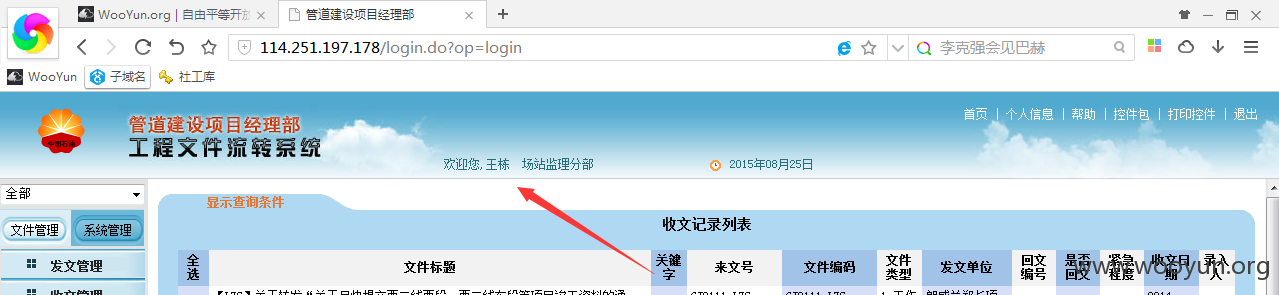 WooYun.org | 自由平等开放
管道建设项目经理部
114.251.197.178/login.do?op=login
李克强会见巴赫
WooYun 子域名 社工库
首页 | 个人信息 | 帮助 | 控件包 | 打印控件 | 退出
中国石油
管道建设项目经理部
工程文件流转系统
欢迎您, 王栋 场站监理分部
2015年08月25日
全部
显示查询条件
文件管理 系统管理
收文记录列表
全选 文件标题 关键字 来文号 文件编码 文件类型 发文单位 回文编号 是否回文 紧急程度 收文日期 录入人
发文管理
www.wooyun.org
收文管理